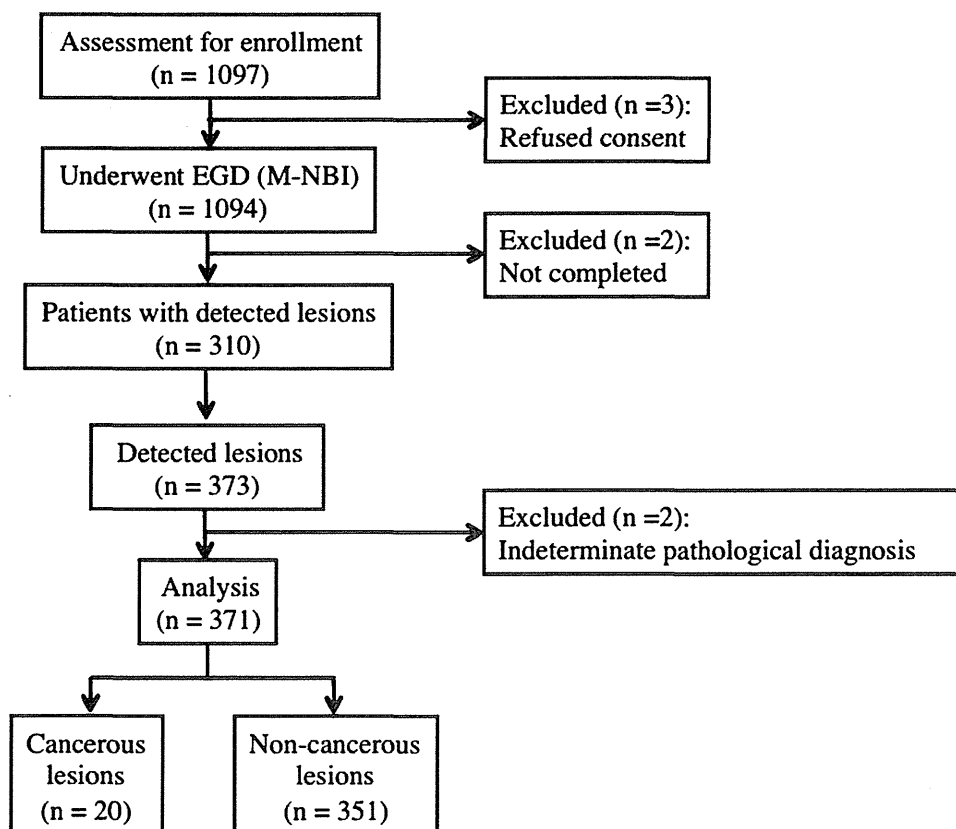 Assessment for enrollment
(n = 1097)
Excluded (n =3):
Refused consent
Underwent EGD (M-NBI)
(n = 1094)
Excluded (n =2):
Not completed
Patients with detected lesions
(n = 310)
Detected lesions
(n = 373)
Excluded (n =2):
Indeterminate pathological diagnosis
Analysis
(n = 371)
Cancerous
lesions
(n = 20)
Non-cancerous
lesions
(n = 351)